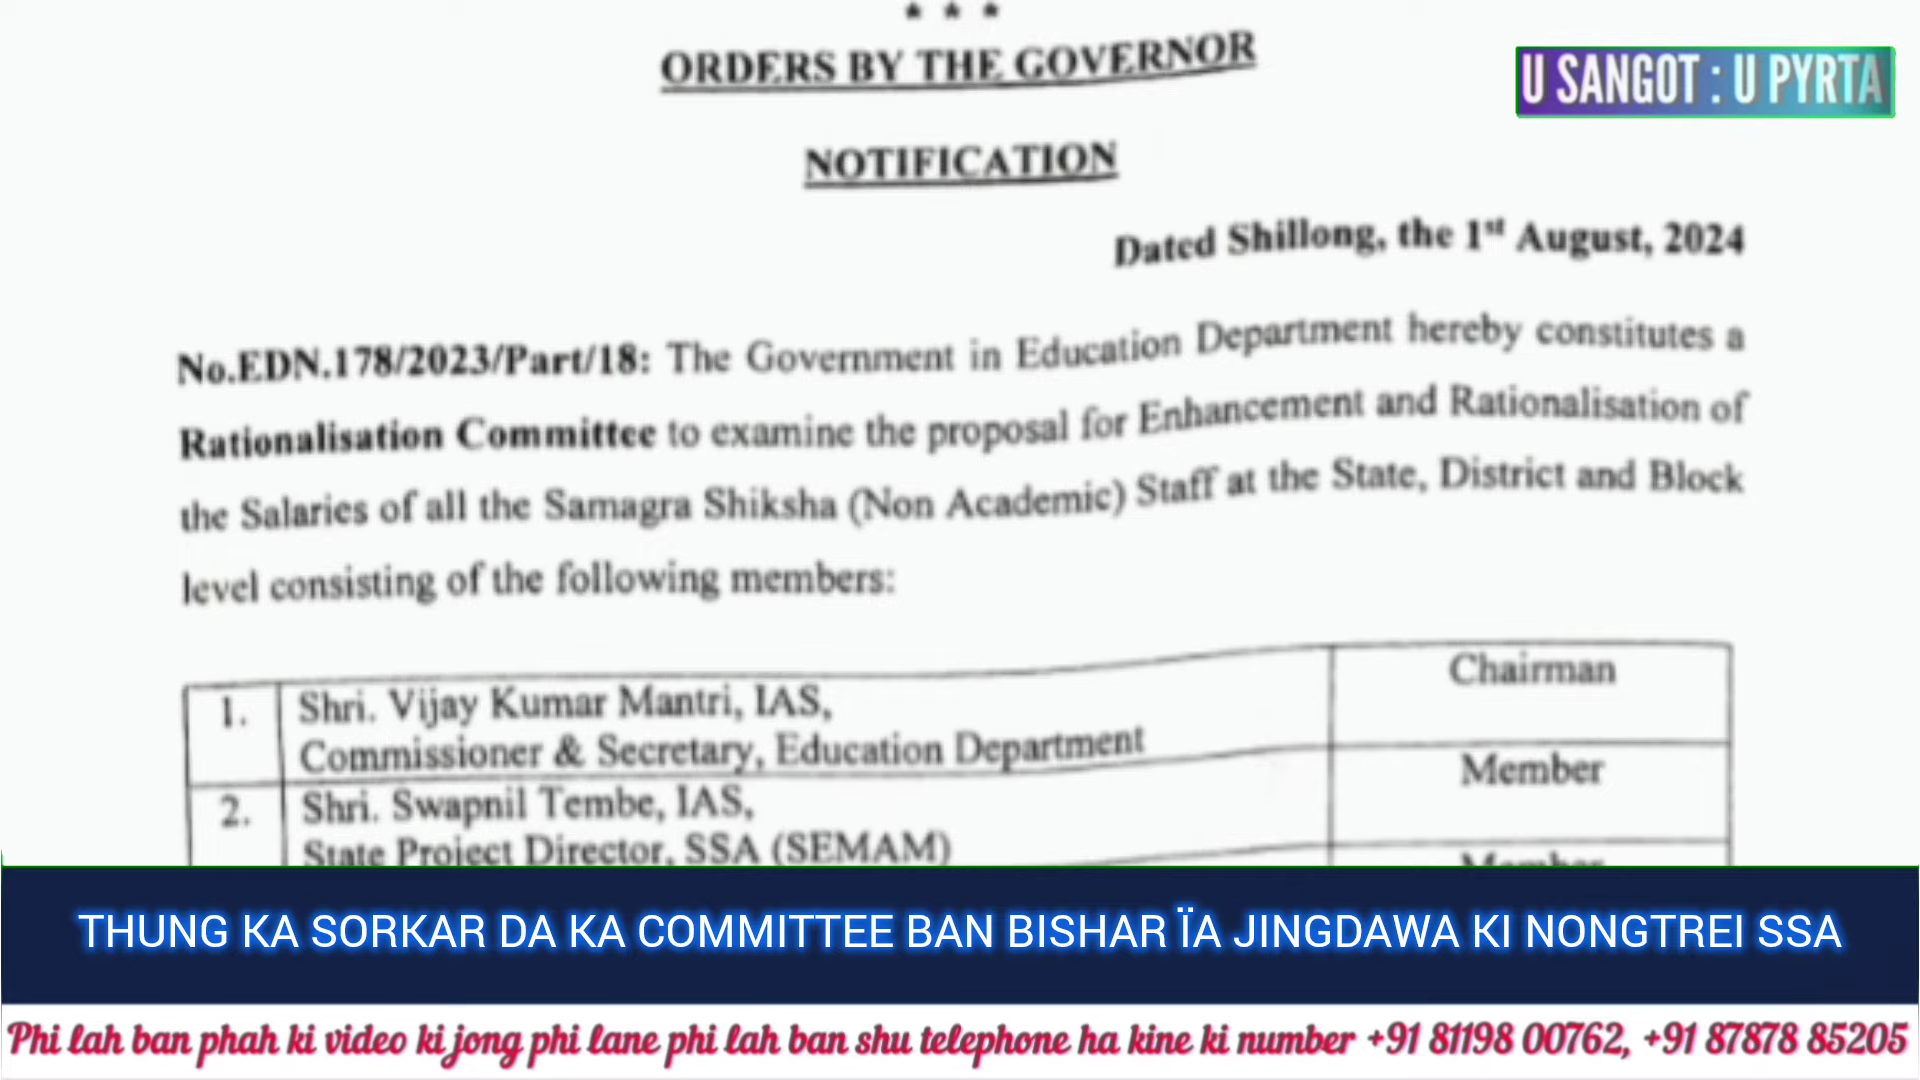 * * *
ORDERS BY THE GOVERNOR
U SANGOT : U PYRTA
NOTIFICATION
Dated Shillong, the 1st August, 2024
No.EDN.178/2023/Part/18: The Government in Education Department hereby constitutes a
Rationalisation Committee to examine the proposal for Enhancement and Rationalisation of
the Salaries of all the Samagra Shiksha (Non Academic) Staff at the State, District and Block
level consisting of the following members:
1. Shri. Vijay Kumar Mantri, IAS, Chairman
Commissioner & Secretary, Education Department
2. Shri. Swapnil Tembe, IAS, Member
State Project Director, SSA (SEMAM)
Member
THUNG KA SORKAR DA KA COMMITTEE BAN BISHAR ÏA JINGDAWA KI NONGTREI SSA
Phi lah ban phah ki video ki jong phi lane phi lah ban shu telephone ha kine ki number +91 81198 00762, +91 87878 85205